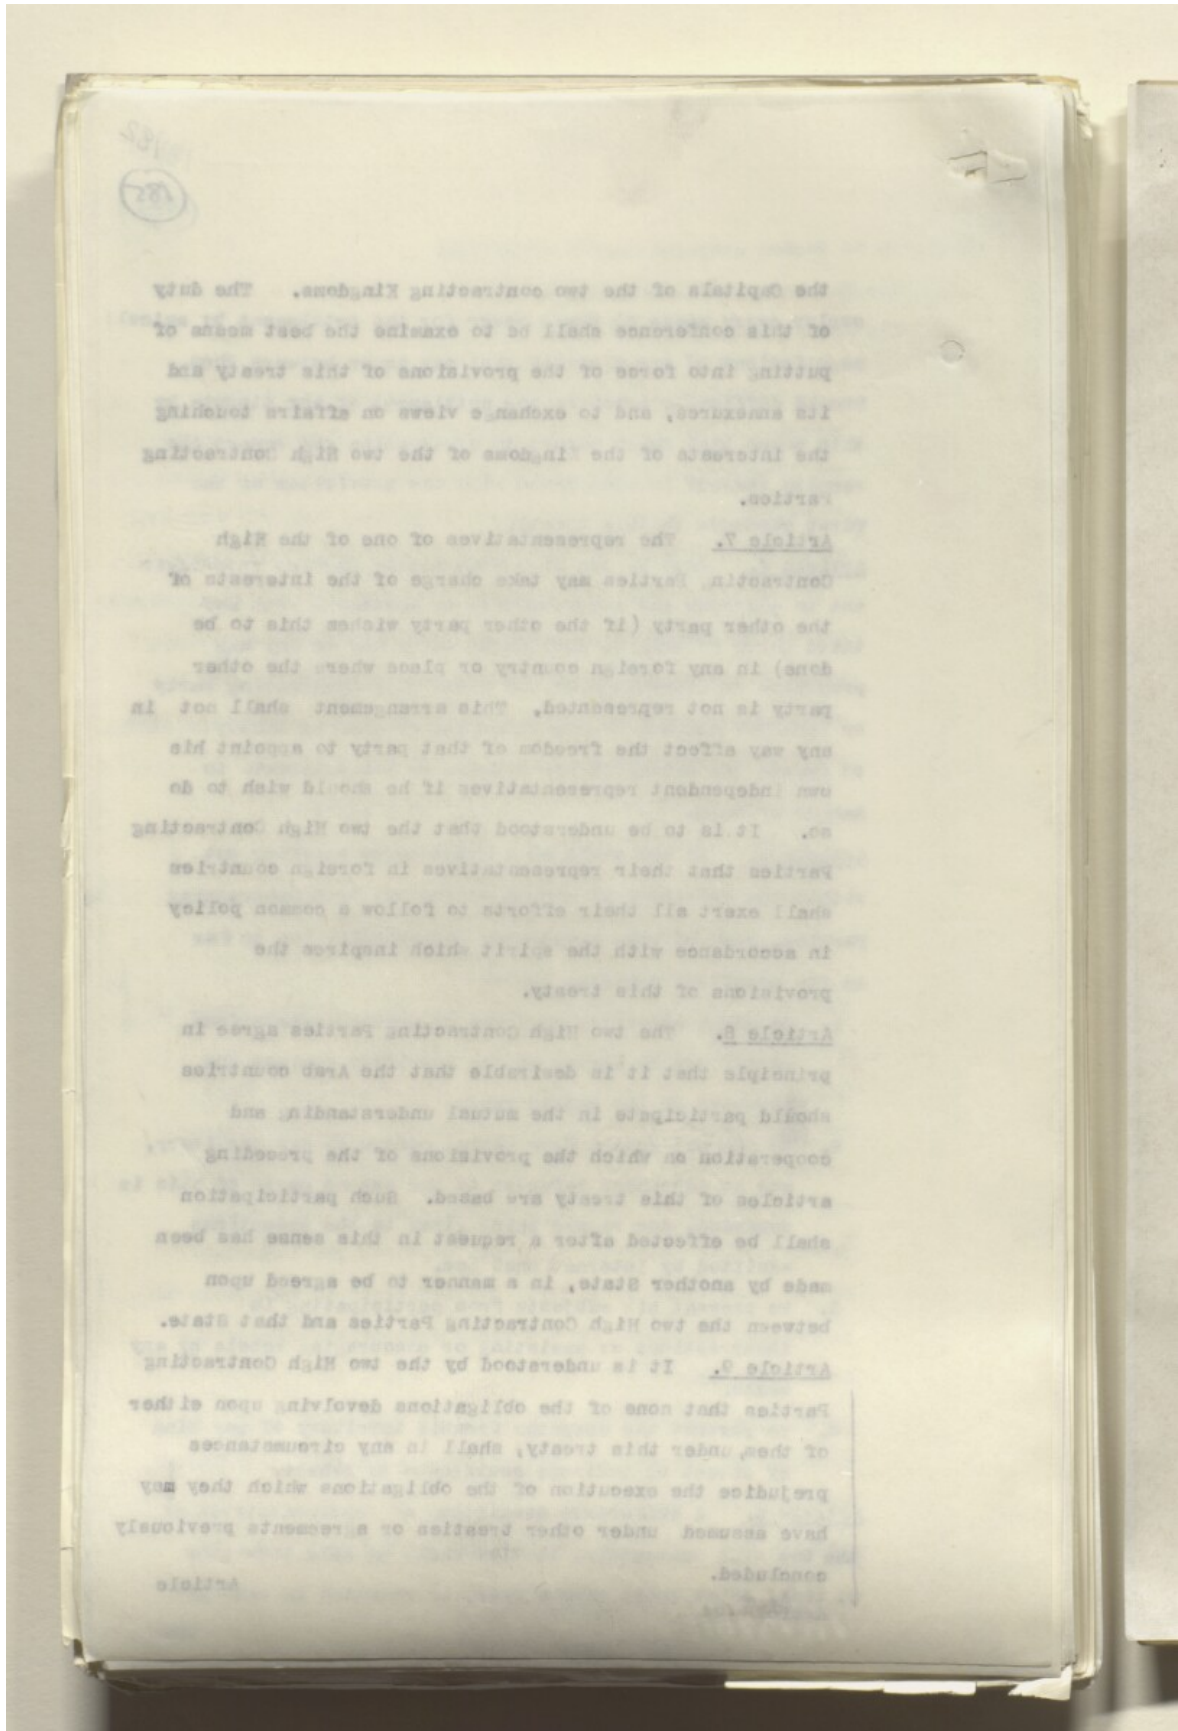 182
185
the Capitals of the two contracting Kingdoms. The duty
of this conference shall be to examine the best means of
putting into force of the provisions of this treaty and
its annexures, and to exchange views on affairs touching
the interests of the Kingdoms of the two High Contracting
Parties.
Article 7. The representatives of one of the High
Contracting Parties may take charge of the interests of
the other party (if the other party wishes this to be
done) in any foreign country or place where the other
party is not represented. This arrangement shall not in
any way affect the freedom of that party to appoint his
own independent representatives if he should wish to do
so. It is to be understood that the two High Contracting
Parties that their representatives in foreign countries
shall exert all their efforts to follow a common policy
in accordance with the spirit which inspires the
provisions of this treaty.
Article 8. The two High Contracting Parties agree in
principle that it is desirable that the Arab countries
should participate in the mutual understanding and
cooperation on which the provisions of the preceding
articles of this treaty are based. Such participation
shall be effected after a request in this sense has been
made by another State, in a manner to be agreed upon
between the two High Contracting Parties and that State.
Article 9. It is understood by the two High Contracting
Parties that none of the obligations devolving upon either
of them, under this treaty, shall in any circumstances
prejudice the execution of the obligations which they may
have assumed under other treaties or agreements previously
concluded.
Article